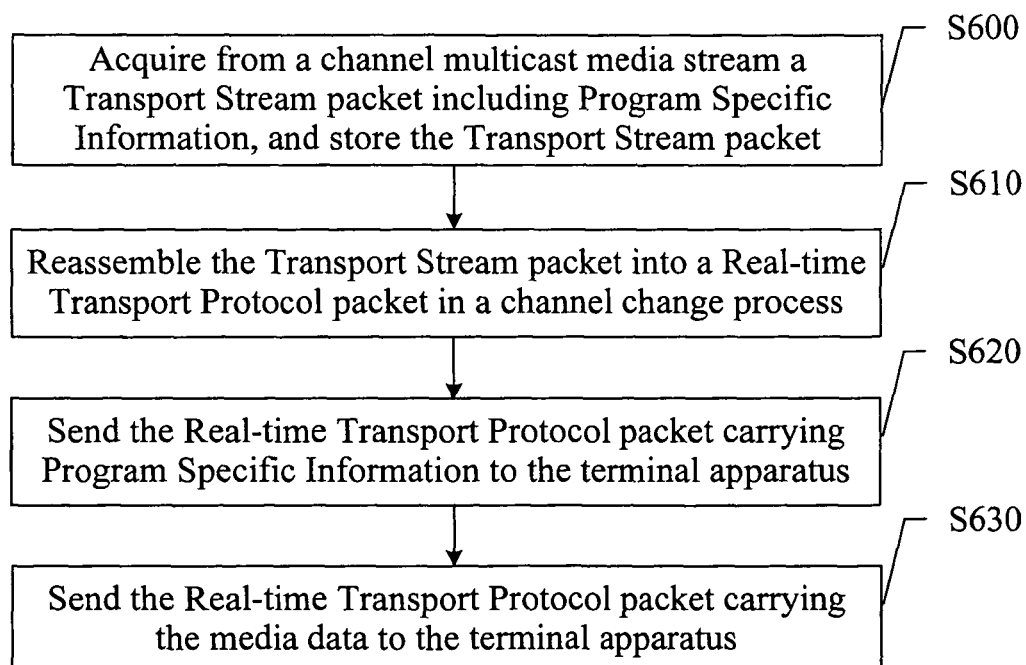 S600
Acquire from a channel multicast media stream a
Transport Stream packet including Program Specific
Information, and store the Transport Stream packet
S610
Reassemble the Transport Stream packet into a Real-time
Transport Protocol packet in a channel change process
S620
Send the Real-time Transport Protocol packet carrying
Program Specific Information to the terminal apparatus
S630
Send the Real-time Transport Protocol packet carrying
the media data to the terminal apparatus